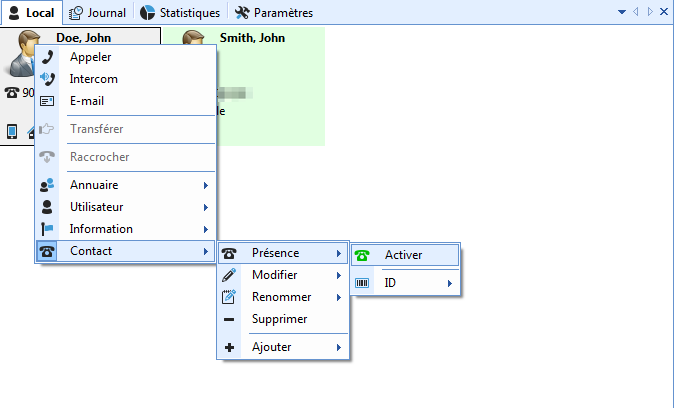 Local Journal Statistiques Paramètres
Doe, John Smith, John
Appeler
Intercom
90
E-mail
le
Transférer
Raccrocher
Annuaire
Utilisateur
Information
Contact Présence Activer
Modifier ID
Renommer
Supprimer
Ajouter